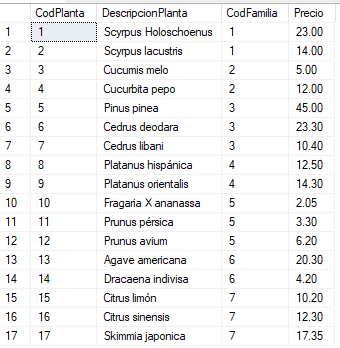 CodPlanta DescripcionPlanta CodFamilia Precio
1 1 Scyrpus Holoschoenus 1 23.00
2 2 Scyrpus lacustris 1 14.00
3 3 Cucumis melo 2 5.00
4 4 Cucurbita pepo 2 12.00
5 5 Pinus pinea 3 45.00
6 6 Cedrus deodara 3 23.30
7 7 Cedrus libani 3 10.40
8 8 Platanus hispánica 4 12.50
9 9 Platanus orientalis 4 14.30
10 10 Fragaria X ananassa 5 2.05
11 11 Prunus pérsica 5 3.30
12 12 Prunus avium 5 6.20
13 13 Agave americana 6 20.30
14 14 Dracaena indivisa 6 4.20
15 15 Citrus limón 7 10.20
16 16 Citrus sinensis 7 12.30
17 17 Skimmia japonica 7 17.35